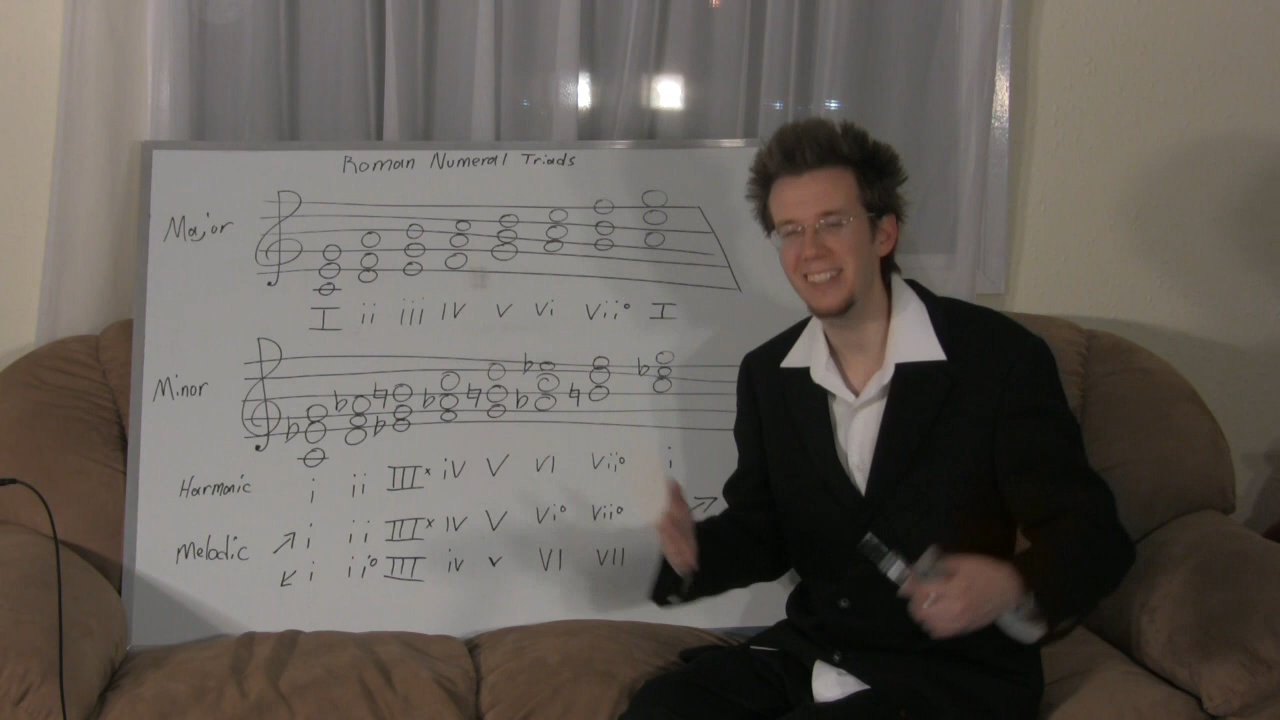 Roman Numeral Triads
Major
I ii iii IV V vi vii° I
Minor
Harmonic i ii III× iv V VI vii° i
Melodic ↗ i ii III× IV V vi° vii° ↗
↙ i ii° III iv v VI VII